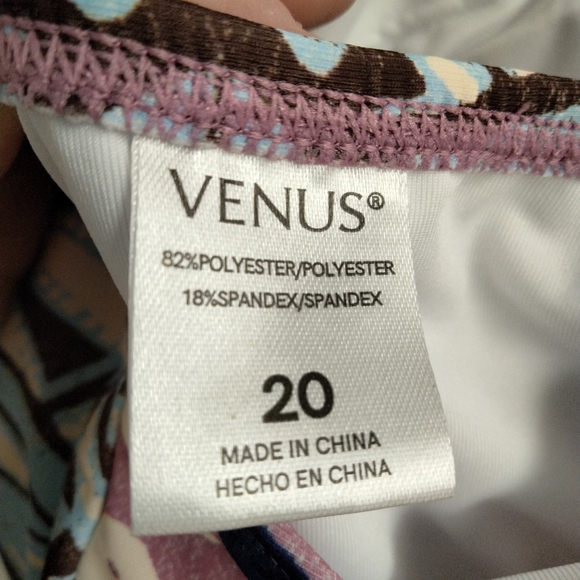 VENUS®
82%POLYESTER/POLYESTER
18%SPANDEX/SPANDEX
20
MADE IN CHINA
HECHO EN CHINA